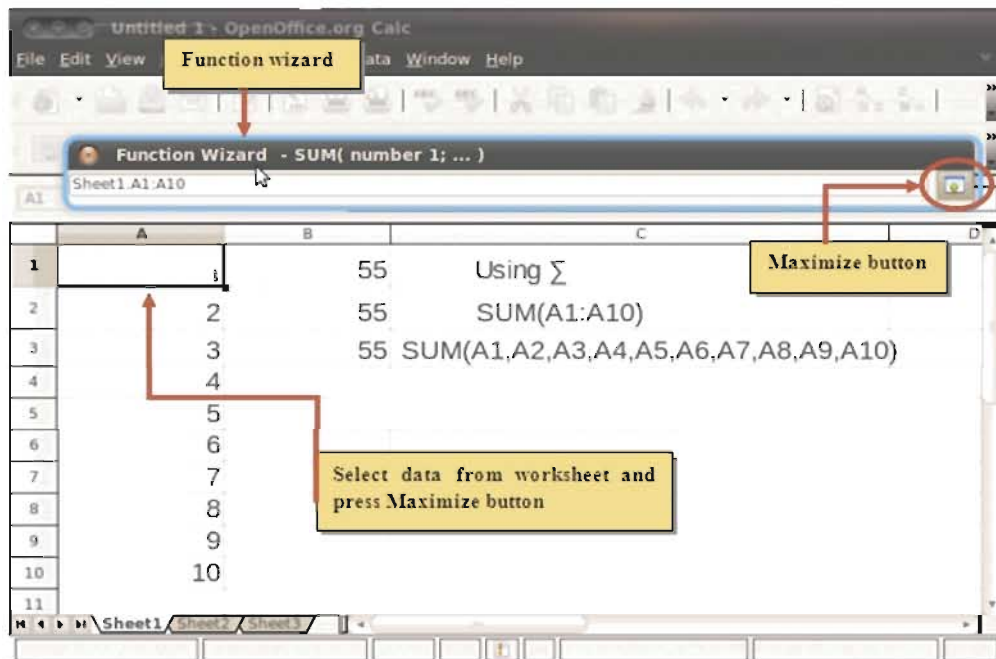 Untitled 1 - OpenOffice.org Calc
File Edit View ata Window Help
Function wizard
Function Wizard - SUM( number 1; ... )
Sheet1.A1:A10
A1
A B C D
1 55 Using ∑
Maximize button
2 2 55 SUM(A1:A10)
3 3 55 SUM(A1,A2,A3,A4,A5,A6,A7,A8,A9,A10)
4 4
5 5
6 6
7 7
8 8
9 9
10 10
11
Select data from worksheet and
press Maximize button
Sheet1 Sheet2 Sheet3